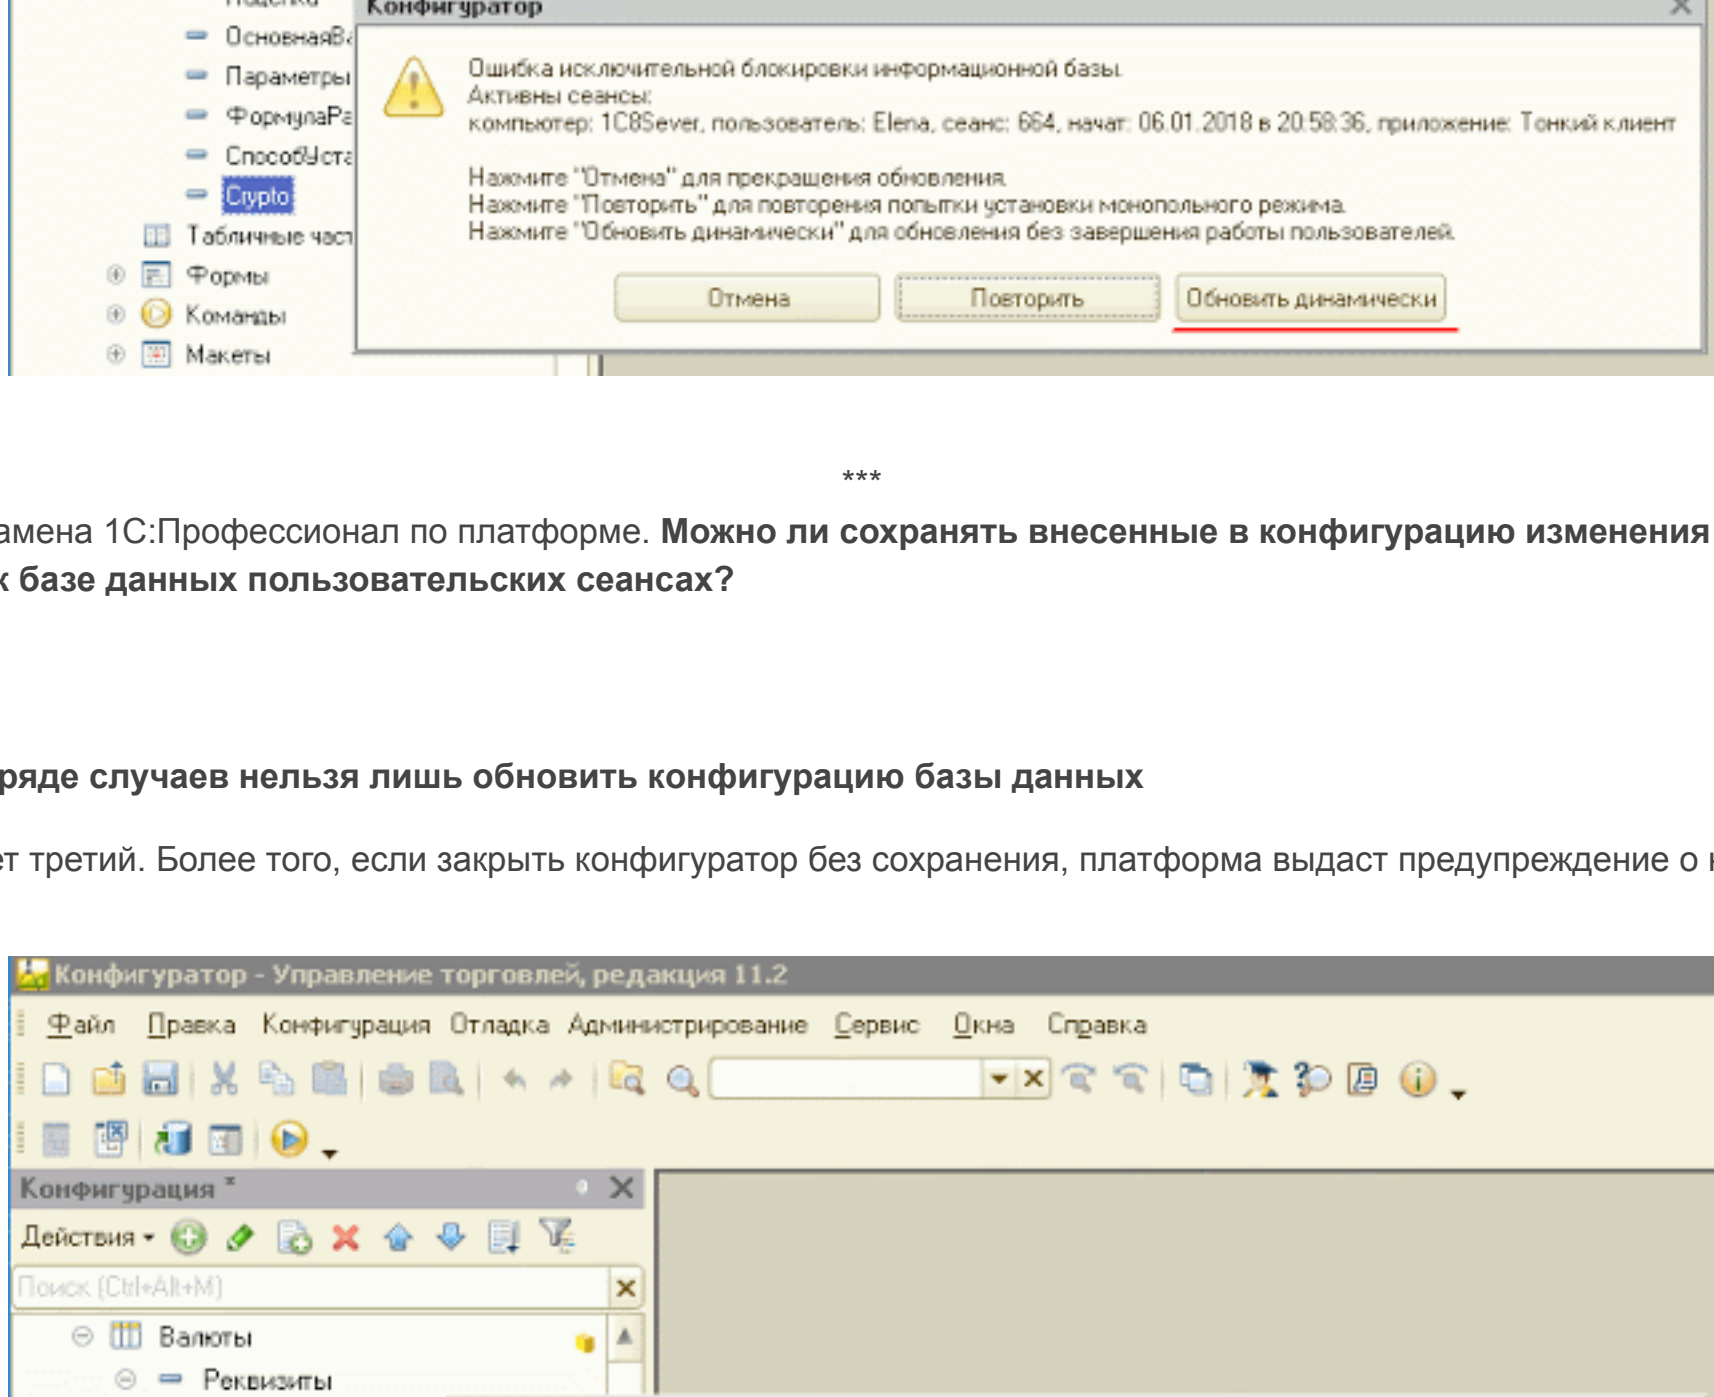 Конфигуратор
ОсновнаяВа
Параметры
ФормулаРа
СпособУста
Crypto
Табличные част
Формы
Команды
Макеты
Ошибка исключительной блокировки информационной базы.
Активны сеансы:
компьютер: 1C8Sever, пользователь: Elena, сеанс: 664, начат: 06.01.2018 в 20:58:36, приложение: Тонкий клиент
Нажмите "Отмена" для прекращения обновления.
Нажмите "Повторить" для повторения попытки установки монопольного режима.
Нажмите "Обновить динамически" для обновления без завершения работы пользователей.
Отмена Повторить Обновить динамически
***
амена 1С:Профессионал по платформе. Можно ли сохранять внесенные в конфигурацию изменения
к базе данных пользовательских сеансах?
ряде случаев нельзя лишь обновить конфигурацию базы данных
ет третий. Более того, если закрыть конфигуратор без сохранения, платформа выдаст предупреждение о
Конфигуратор - Управление торговлей, редакция 11.2
Файл Правка Конфигурация Отладка Администрирование Сервис Окна Справка
Конфигурация *
Действия
Поиск (Ctrl+Alt+M)
Валюты
Реквизиты